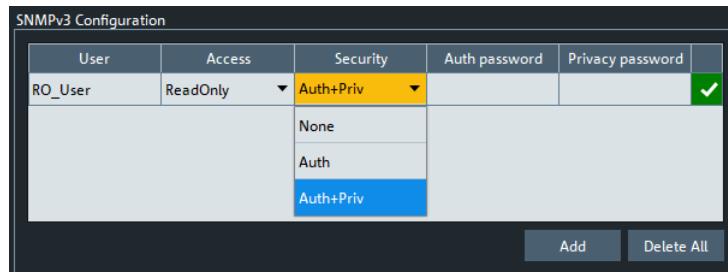 SNMPv3 Configuration
User Access Security Auth password Privacy password
RO_User ReadOnly Auth+Priv
None
Auth
Auth+Priv
Add Delete All